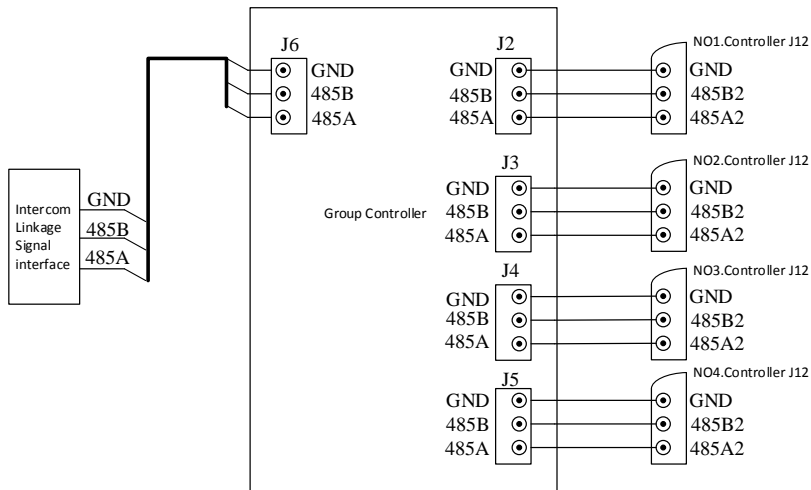 J6
GND
485B
485A
Intercom
Linkage
Signal
interface
GND
485B
485A
Group Controller
J2
GND
485B
485A
NO1.Controller J12
GND
485B2
485A2
J3
GND
485B
485A
NO2.Controller J12
GND
485B2
485A2
J4
GND
485B
485A
NO3.Controller J12
GND
485B2
485A2
J5
GND
485B
485A
NO4.Controller J12
GND
485B2
485A2